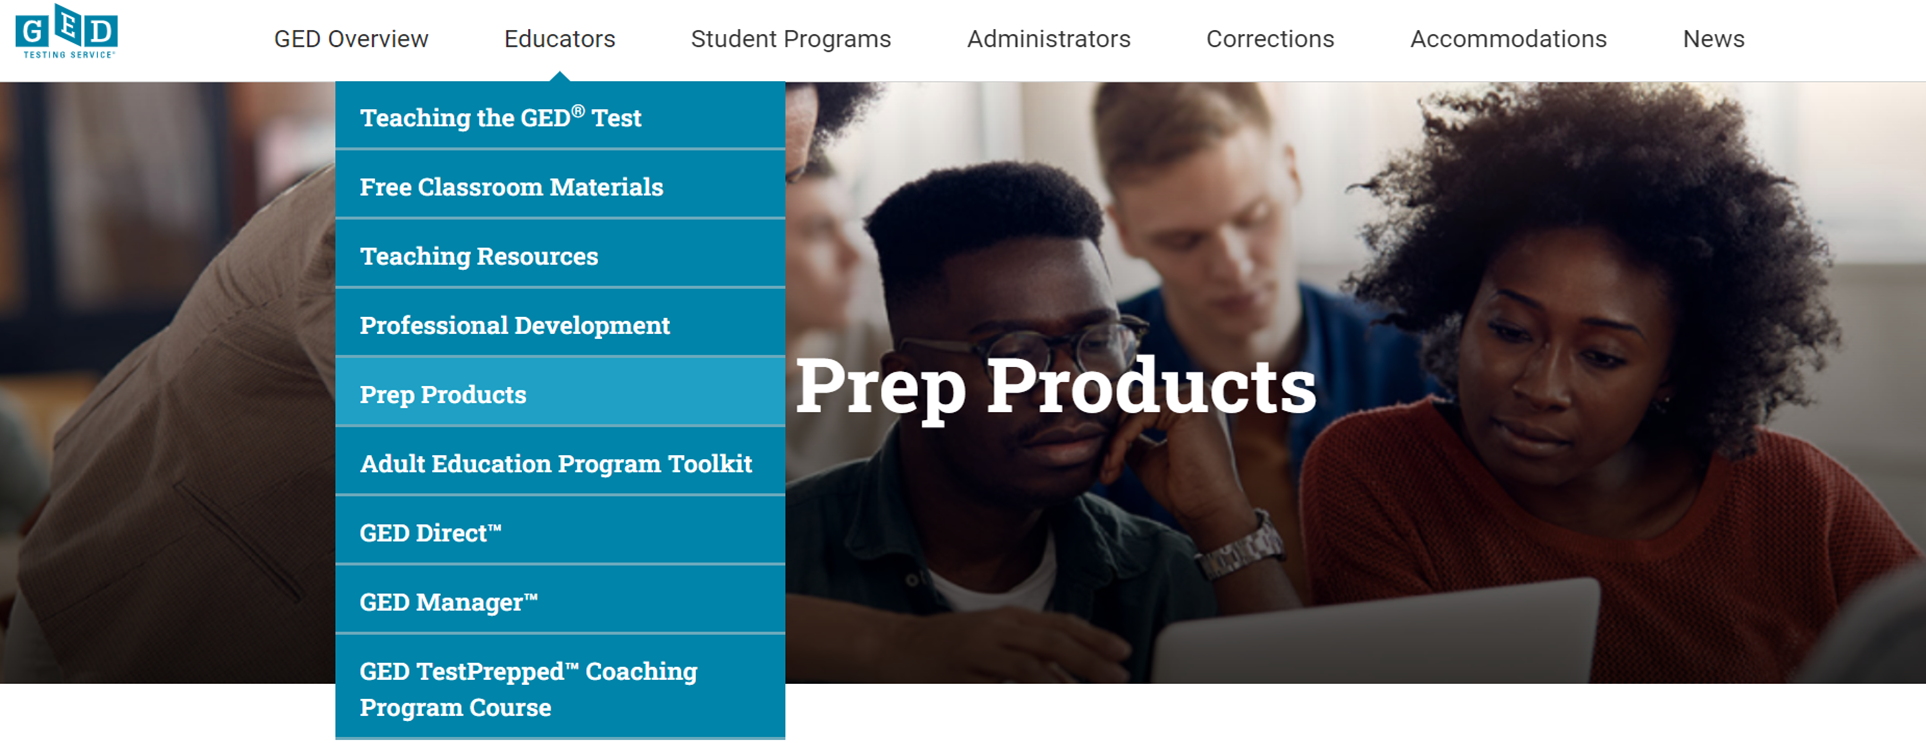 GED
TESTING SERVICE®
GED Overview
Educators
Student Programs
Administrators
Corrections
Accommodations
News
Teaching the GED® Test
Free Classroom Materials
Teaching Resources
Professional Development
Prep Products
Adult Education Program Toolkit
GED Direct™
GED Manager™
GED TestPrepped™ Coaching
Program Course
Prep Products